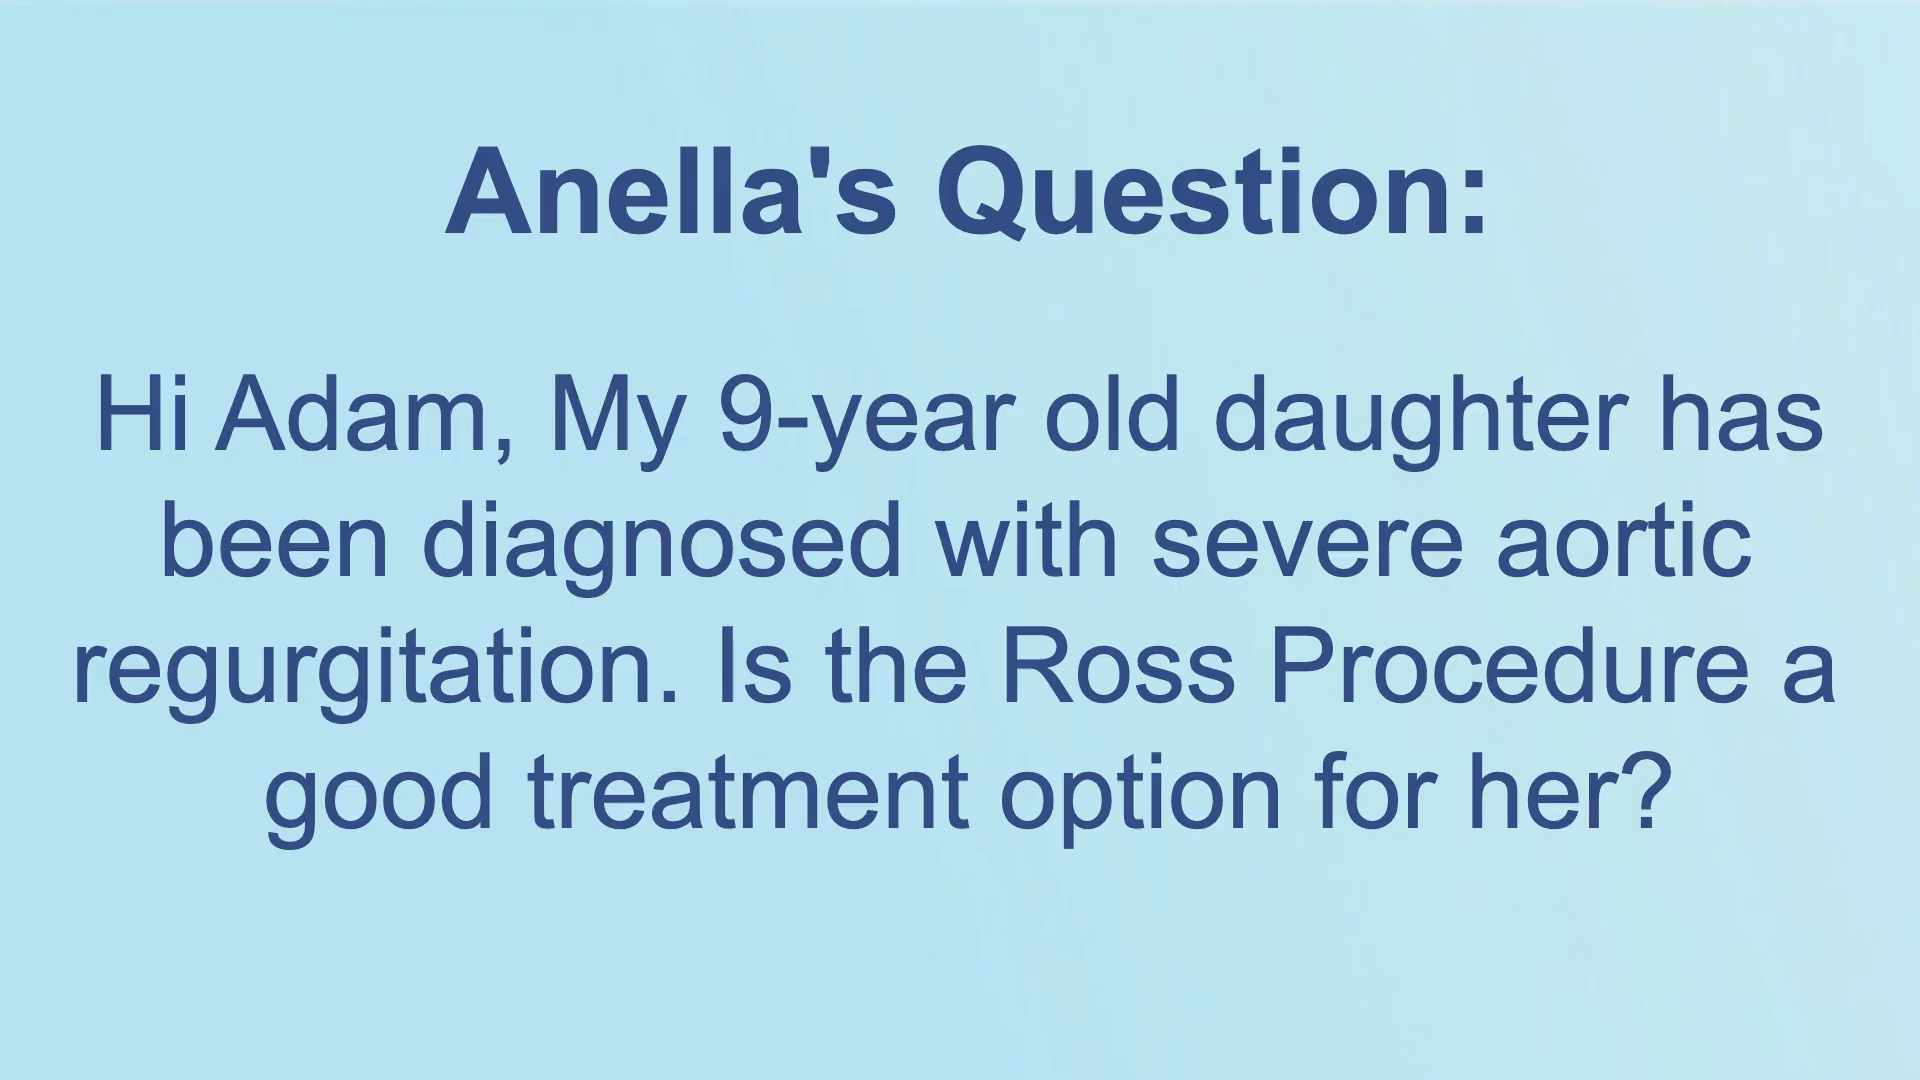 Anella's Question:
Hi Adam, My 9-year old daughter has
been diagnosed with severe aortic
regurgitation. Is the Ross Procedure a
good treatment option for her?